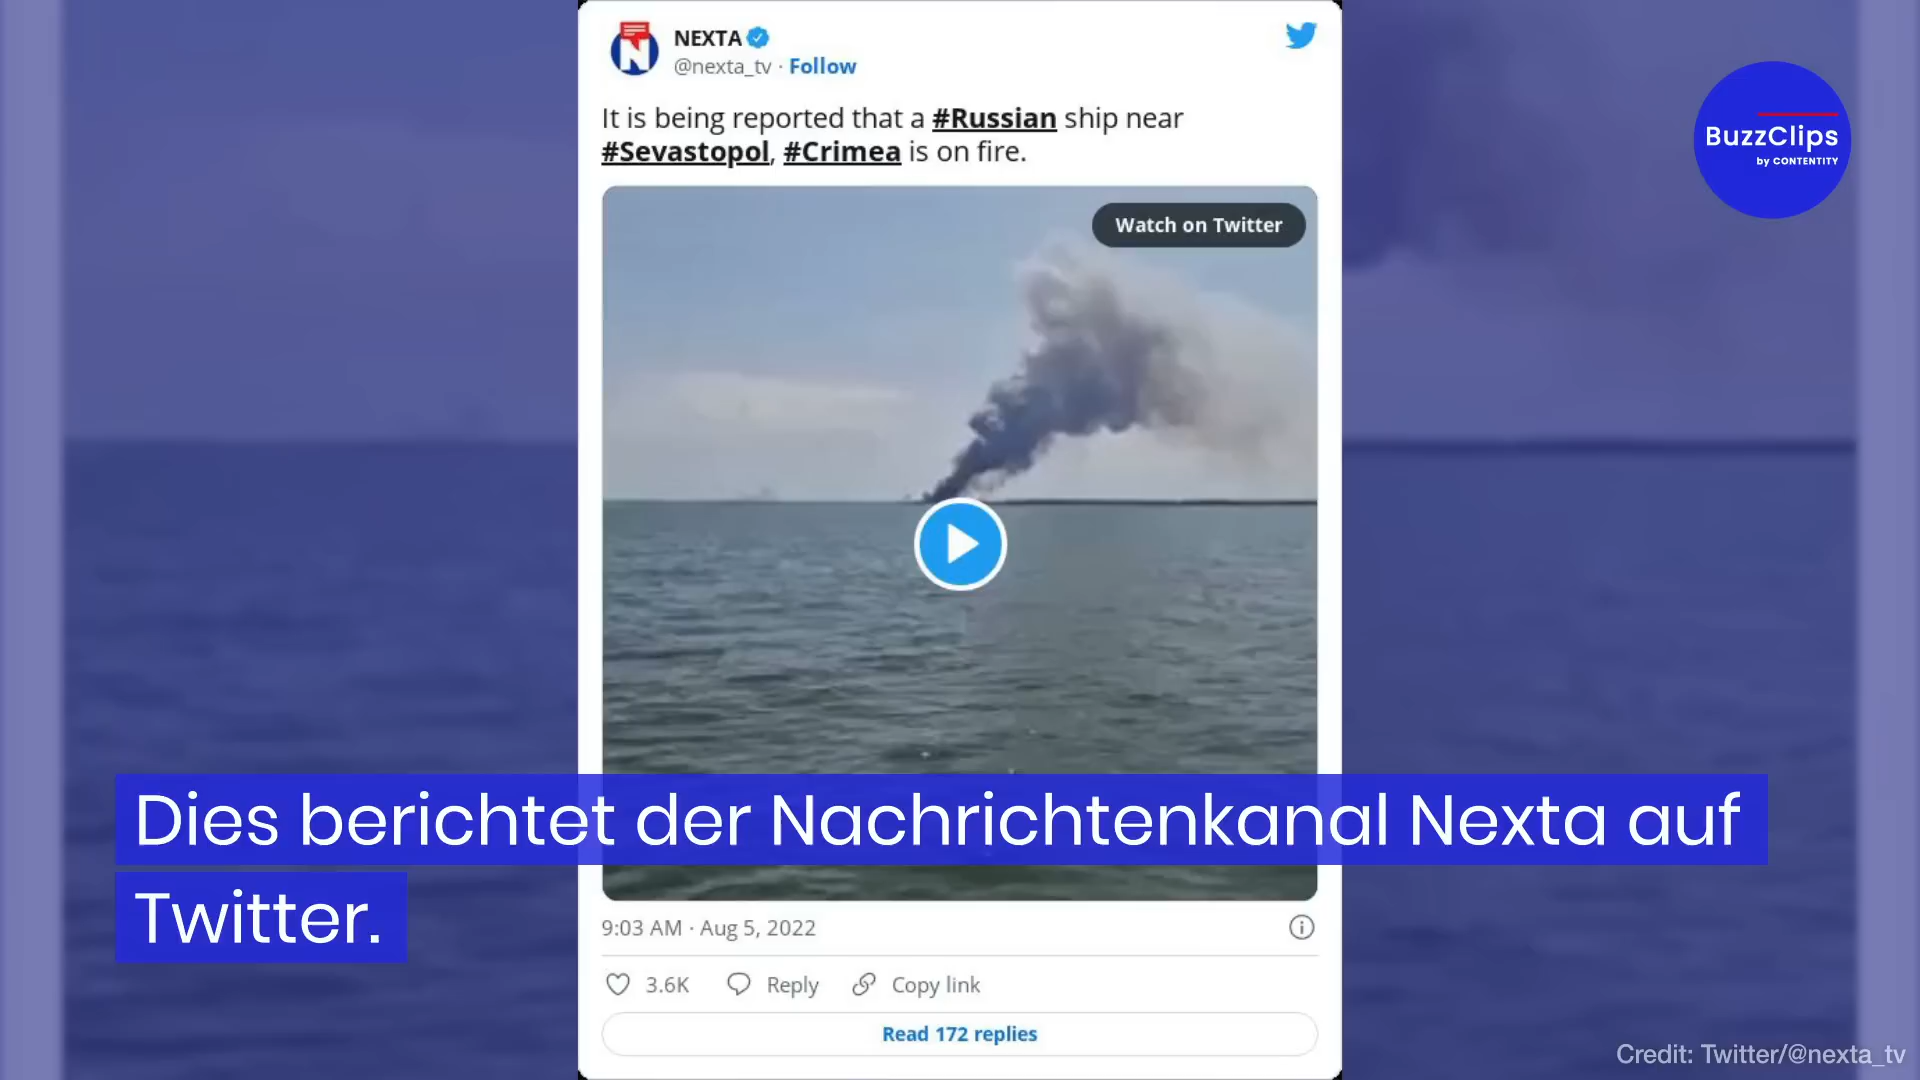 NEXTA
@nexta_tv · Follow
It is being reported that a #Russian ship near
#Sevastopol, #Crimea is on fire.
Watch on Twitter
BuzzClips
by CONTENTITY
Dies berichtet der Nachrichtenkanal Nexta auf
Twitter.
9:03 AM · Aug 5, 2022
3.6K Reply Copy link
Read 172 replies
Credit: Twitter/@nexta_tv